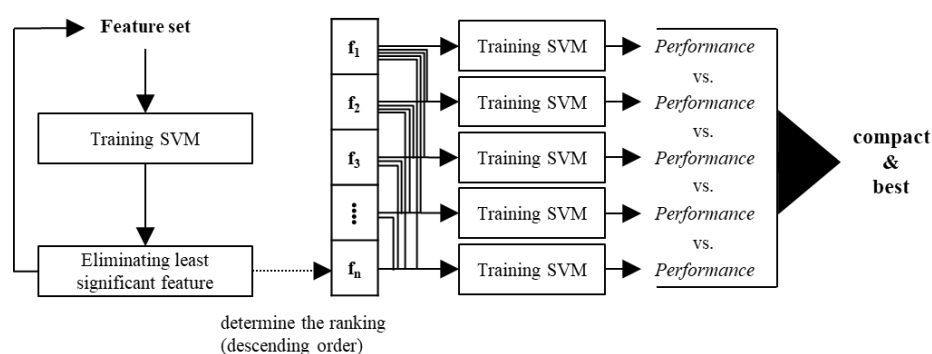 Feature set
Training SVM
Eliminating least
significant feature
f1
f2
f3
⁞
fn
determine the ranking
(descending order)
Training SVM
Training SVM
Training SVM
Training SVM
Training SVM
Performance
vs.
Performance
vs.
Performance
vs.
Performance
vs.
Performance
compact
&
best